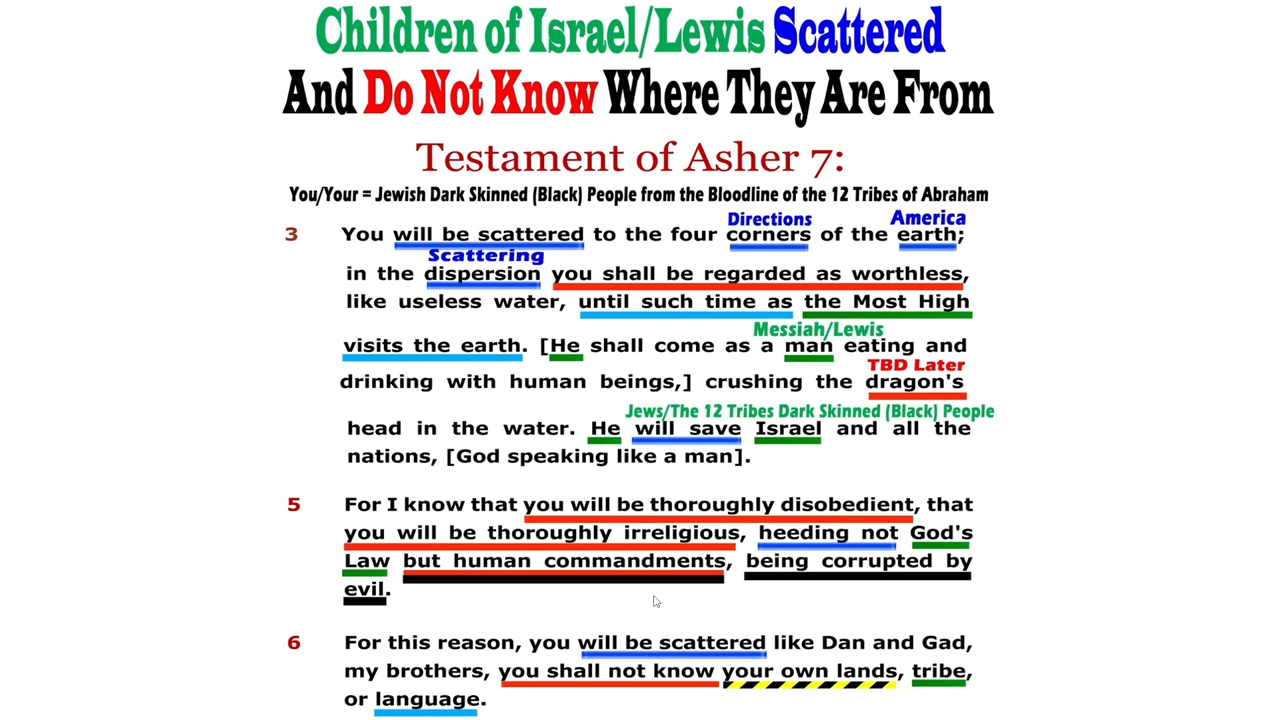 Children of Israel/Lewis Scattered
And Do Not Know Where They Are From
Testament of Asher 7:
You/Your = Jewish Dark Skinned (Black) People from the Bloodline of the 12 Tribes of Abraham
Directions America
3 You will be scattered to the four corners of the earth;
Scattering
in the dispersion you shall be regarded as worthless,
like useless water, until such time as the Most High
Messiah/Lewis
visits the earth. [He shall come as a man eating and
TBD Later
drinking with human beings,] crushing the dragon's
Jews/The 12 Tribes Dark Skinned (Black) People
head in the water. He will save Israel and all the
nations, [God speaking like a man].
5 For I know that you will be thoroughly disobedient, that
you will be thoroughly irreligious, heeding not God's
Law but human commandments, being corrupted by
evil.
6 For this reason, you will be scattered like Dan and Gad,
my brothers, you shall not know your own lands, tribe,
or language.